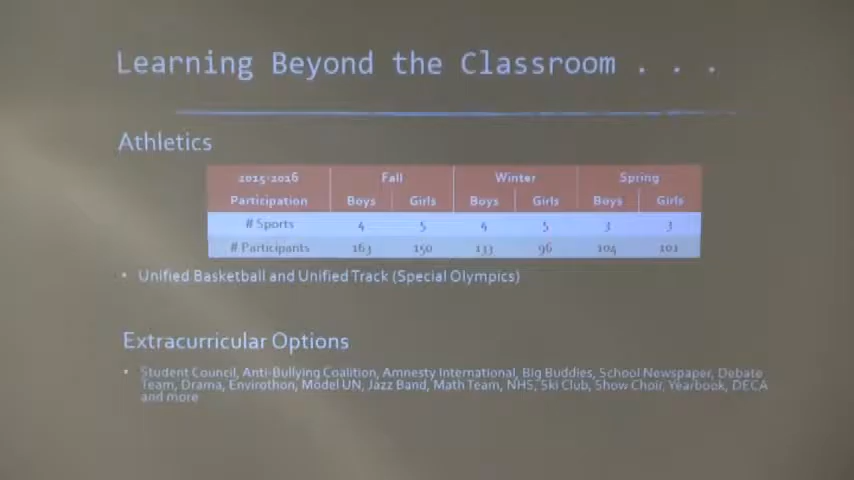 Learning Beyond the Classroom . . .
Athletics
2015-2016 Fall Winter Spring
Participation Boys Girls Boys Girls Boys Girls
# Sports 4 5 4 5 3 3
# Participants 163 150 133 96 104 101
• Unified Basketball and Unified Track (Special Olympics)
Extracurricular Options
• Student Council, Anti-Bullying Coalition, Amnesty International, Big Buddies, School Newspaper, Debate
Team, Drama, Envirothon, Model UN, Jazz Band, Math Team, NHS, Ski Club, Show Choir, Yearbook, DECA
and more